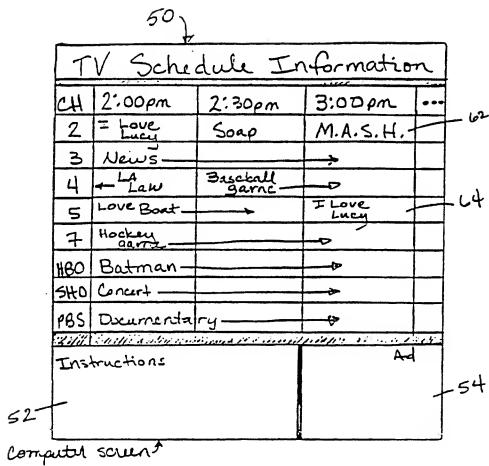 50
TV Schedule Information
CH 2:00pm 2:30pm 3:00pm ...
2 I Love Lucy Soap M.A.S.H. 62
3 News
4 LA Law Baseball game
5 Love Boat I Love Lucy 64
7 Hockey game
HBO Batman
SHO Concert
PBS Documentary
Instructions Ad
52 54
Computer screen